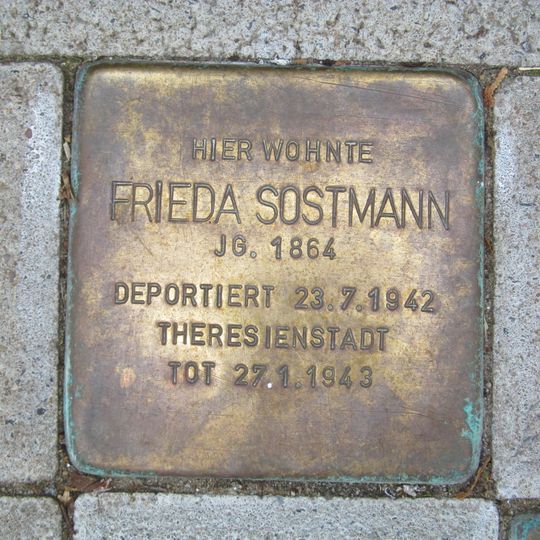 HIER WOHNTE
FRIEDA SOSTMANN
JG. 1864
DEPORTIERT 23.7.1942
THERESIENSTADT
TOT 27.1.1943